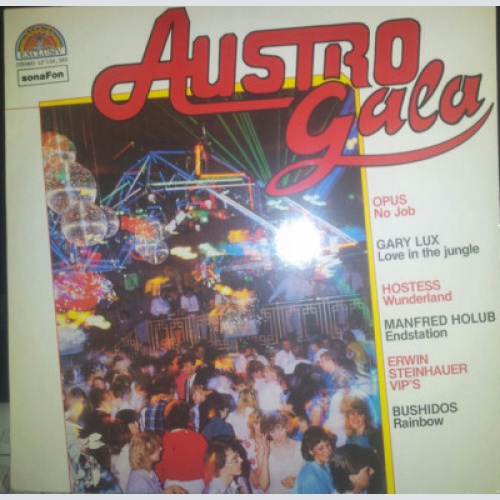 EXCLUSIV
sonaFon
AUSTRO
Gala
OPUS
No Job
GARY LUX
Love in the jungle
HOSTESS
Wunderland
MANFRED HOLUB
Endstation
ERWIN
STEINHAUER
VIP'S
BUSHIDOS
Rainbow